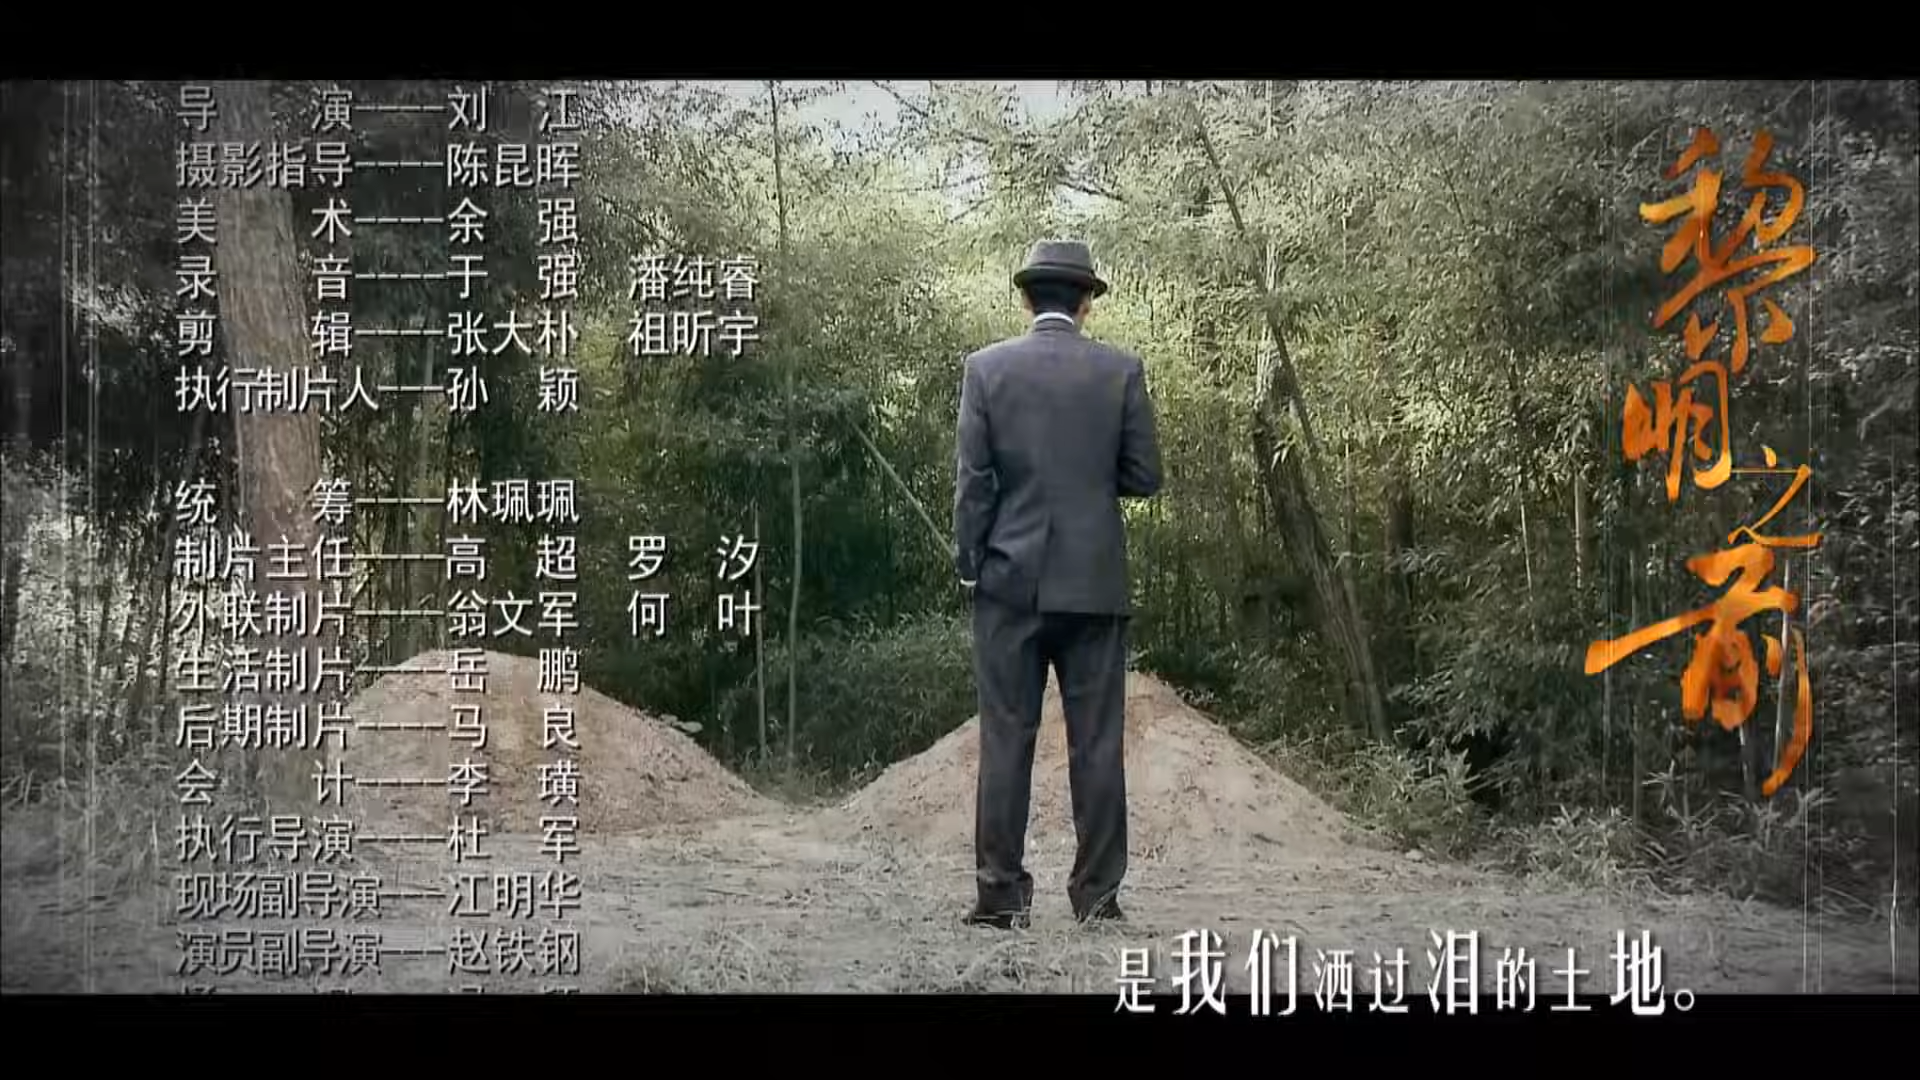 导演----刘江
摄影指导----陈昆晖
美术----余强
录音----于强 潘纯睿
剪辑----张大朴 祖昕宇
执行制片人---孙颖
统筹----林珮珮
制片主任----高超 罗汐
外联制片----翁文军 何叶
生活制片----岳鹏
后期制片----马良
会计----李璜
执行导演----杜军
现场副导演---江明华
演员副导演---赵铁钢
黎明之前
是我们洒过泪的土地。